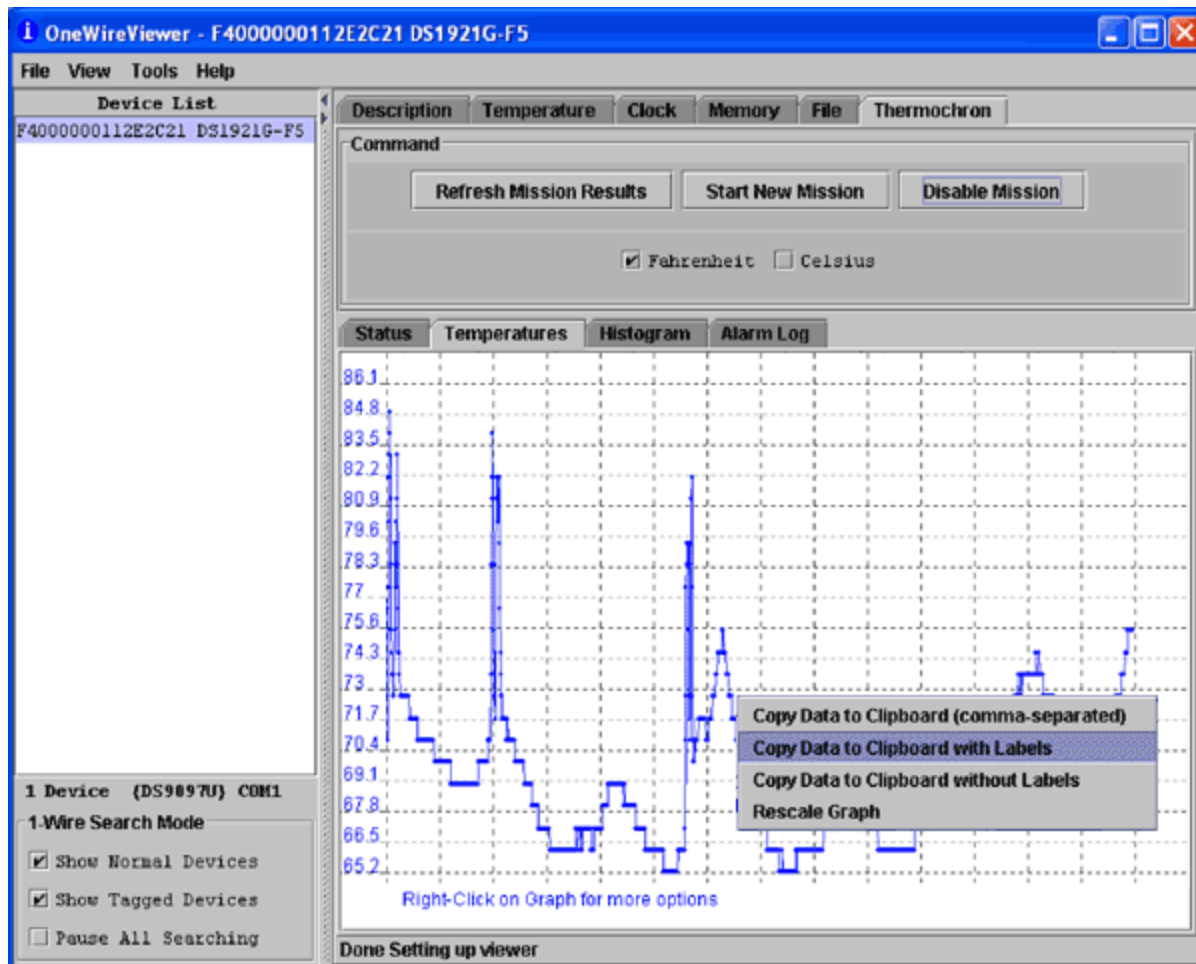 OneWireViewer - F4000000112E2C21 DS1921G-F5
File View Tools Help
Device List
F4000000112E2C21 DS1921G-F5
1 Device (DS9097U) COM1
1-Wire Search Mode
Show Normal Devices
Show Tagged Devices
Pause All Searching
Description Temperature Clock Memory File Thermochron
Command
Refresh Mission Results Start New Mission Disable Mission
Fahrenheit Celsius
Status Temperatures Histogram Alarm Log
86.1
84.8
83.5
82.2
80.9
79.6
78.3
77
75.6
74.3
73
71.7
70.4
69.1
67.8
66.5
65.2
Copy Data to Clipboard (comma-separated)
Copy Data to Clipboard with Labels
Copy Data to Clipboard without Labels
Rescale Graph
Right-Click on Graph for more options
Done Setting up viewer